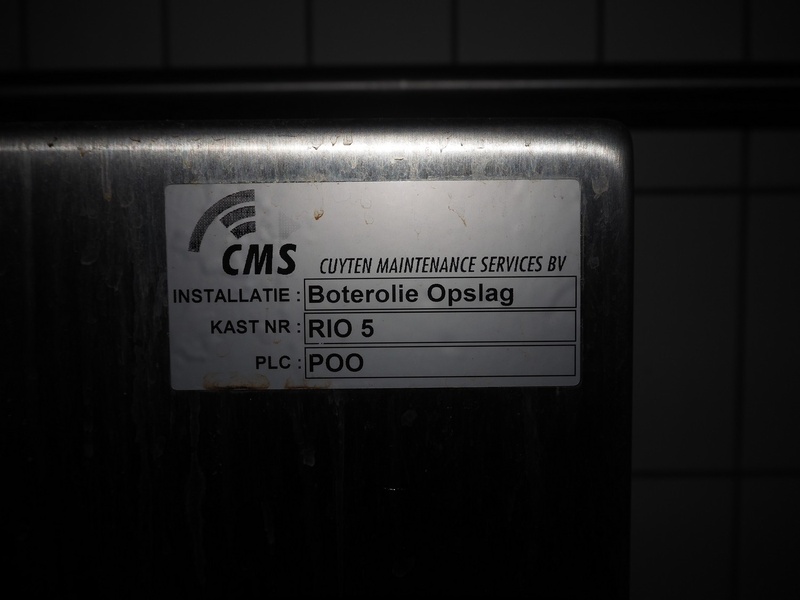 CMS
CUYTEN MAINTENANCE SERVICES BV
INSTALLATIE : Boterolie Opslag
KAST NR : RIO 5
PLC : POO